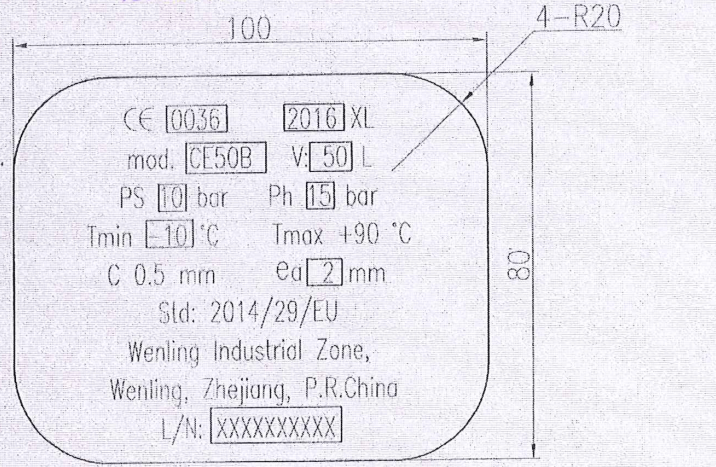 100
4-R20
CE 0036 2016 XL
mod. CE50B V: 50 L
PS 10 bar Ph 15 bar
Tmin -10 °C Tmax +90 °C
C 0.5 mm ea 2 mm
80
Std: 2014/29/EU
Wenling Industrial Zone,
Wenling, Zhejiang, P.R.China
L/N: XXXXXXXXXX